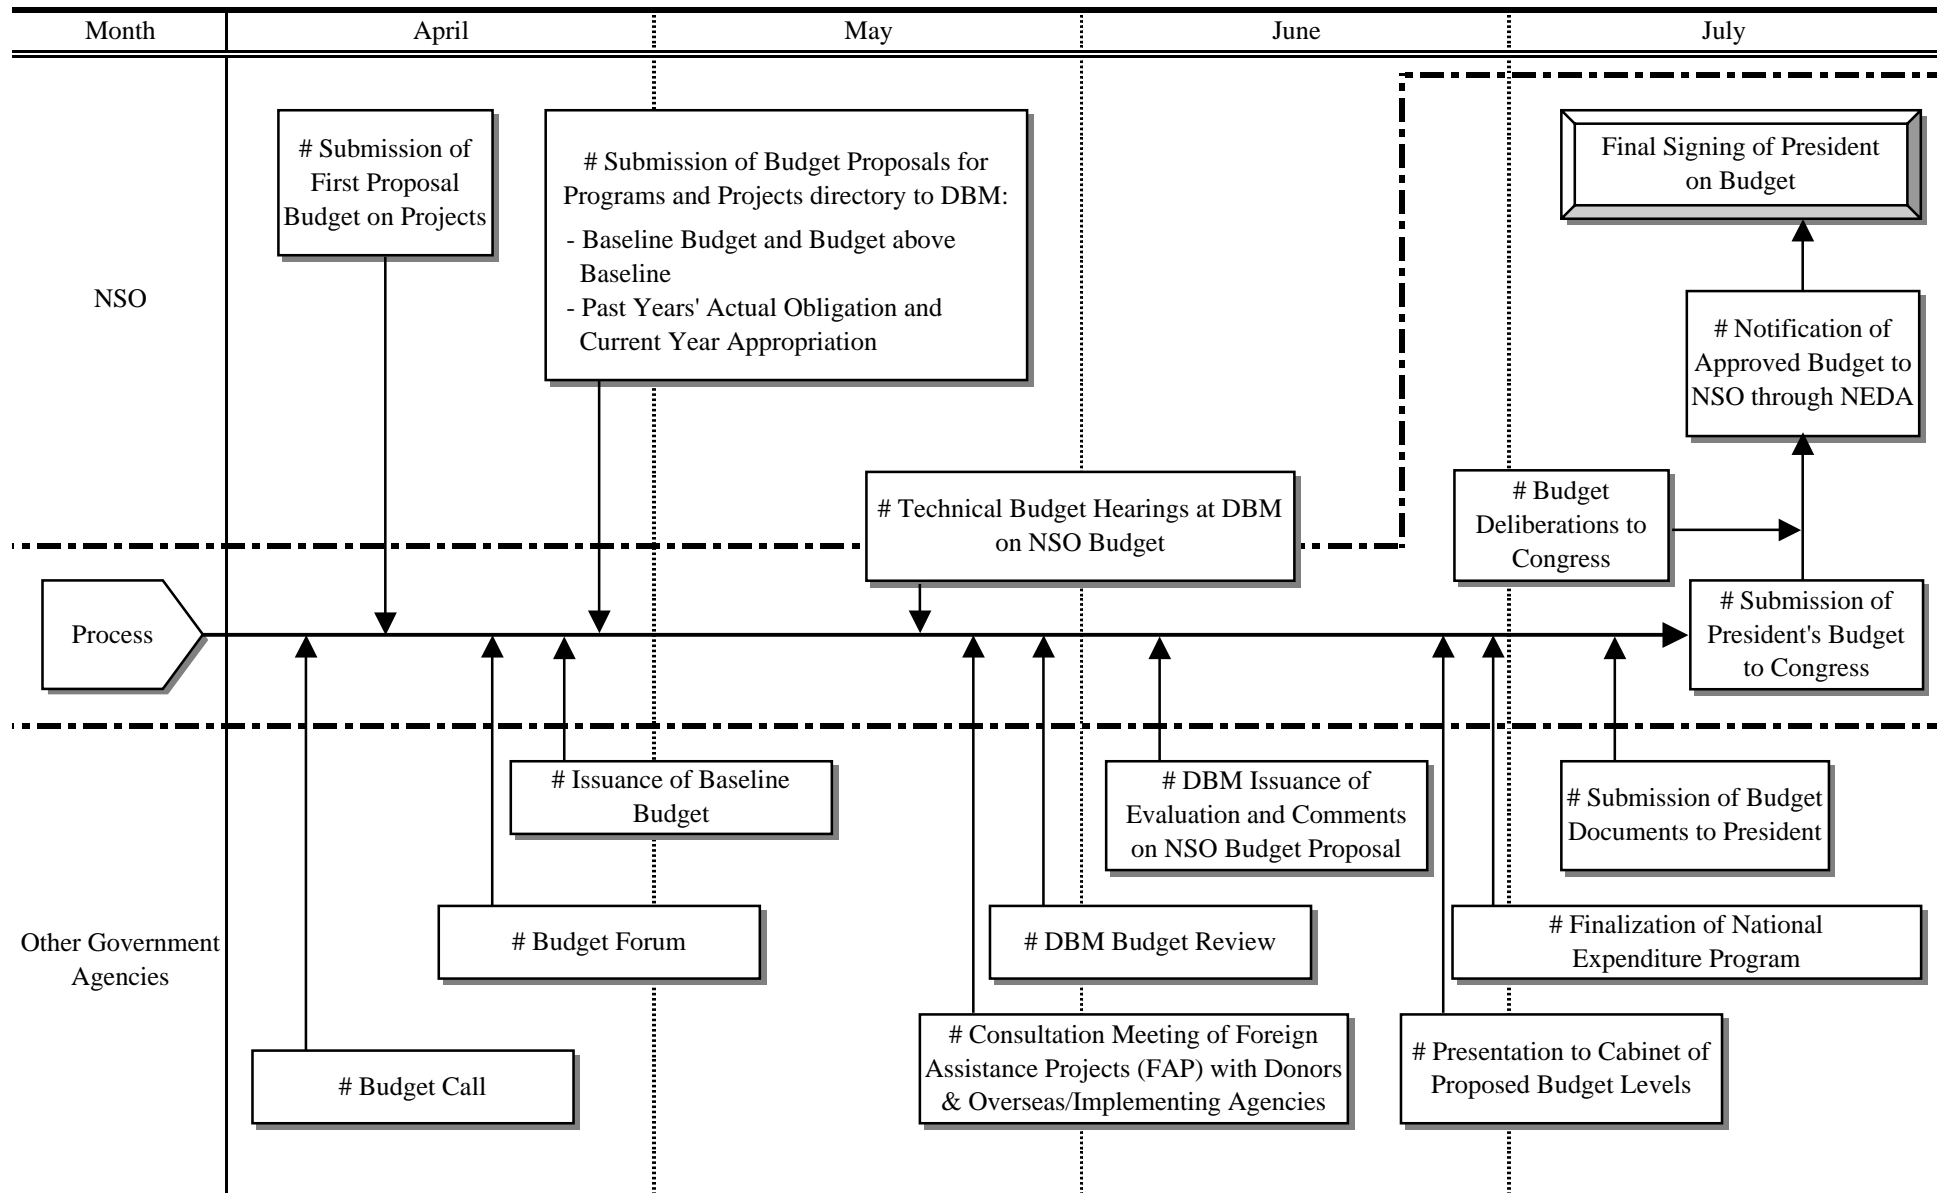 Month
April
May
June
July
NSO
# Submission of
First Proposal
Budget on Projects
# Submission of Budget Proposals for
Programs and Projects directory to DBM:
- Baseline Budget and Budget above
Baseline
- Past Years' Actual Obligation and
Current Year Appropriation
Final Signing of President
on Budget
# Notification of
Approved Budget to
NSO through NEDA
# Technical Budget Hearings at DBM
on NSO Budget
# Budget
Deliberations to
Congress
Process
# Submission of
President's Budget
to Congress
Other Government
Agencies
# Issuance of Baseline
Budget
# DBM Issuance of
Evaluation and Comments
on NSO Budget Proposal
# Submission of Budget
Documents to President
# Budget Forum
# DBM Budget Review
# Finalization of National
Expenditure Program
# Budget Call
# Consultation Meeting of Foreign
Assistance Projects (FAP) with Donors
& Overseas/Implementing Agencies
# Presentation to Cabinet of
Proposed Budget Levels